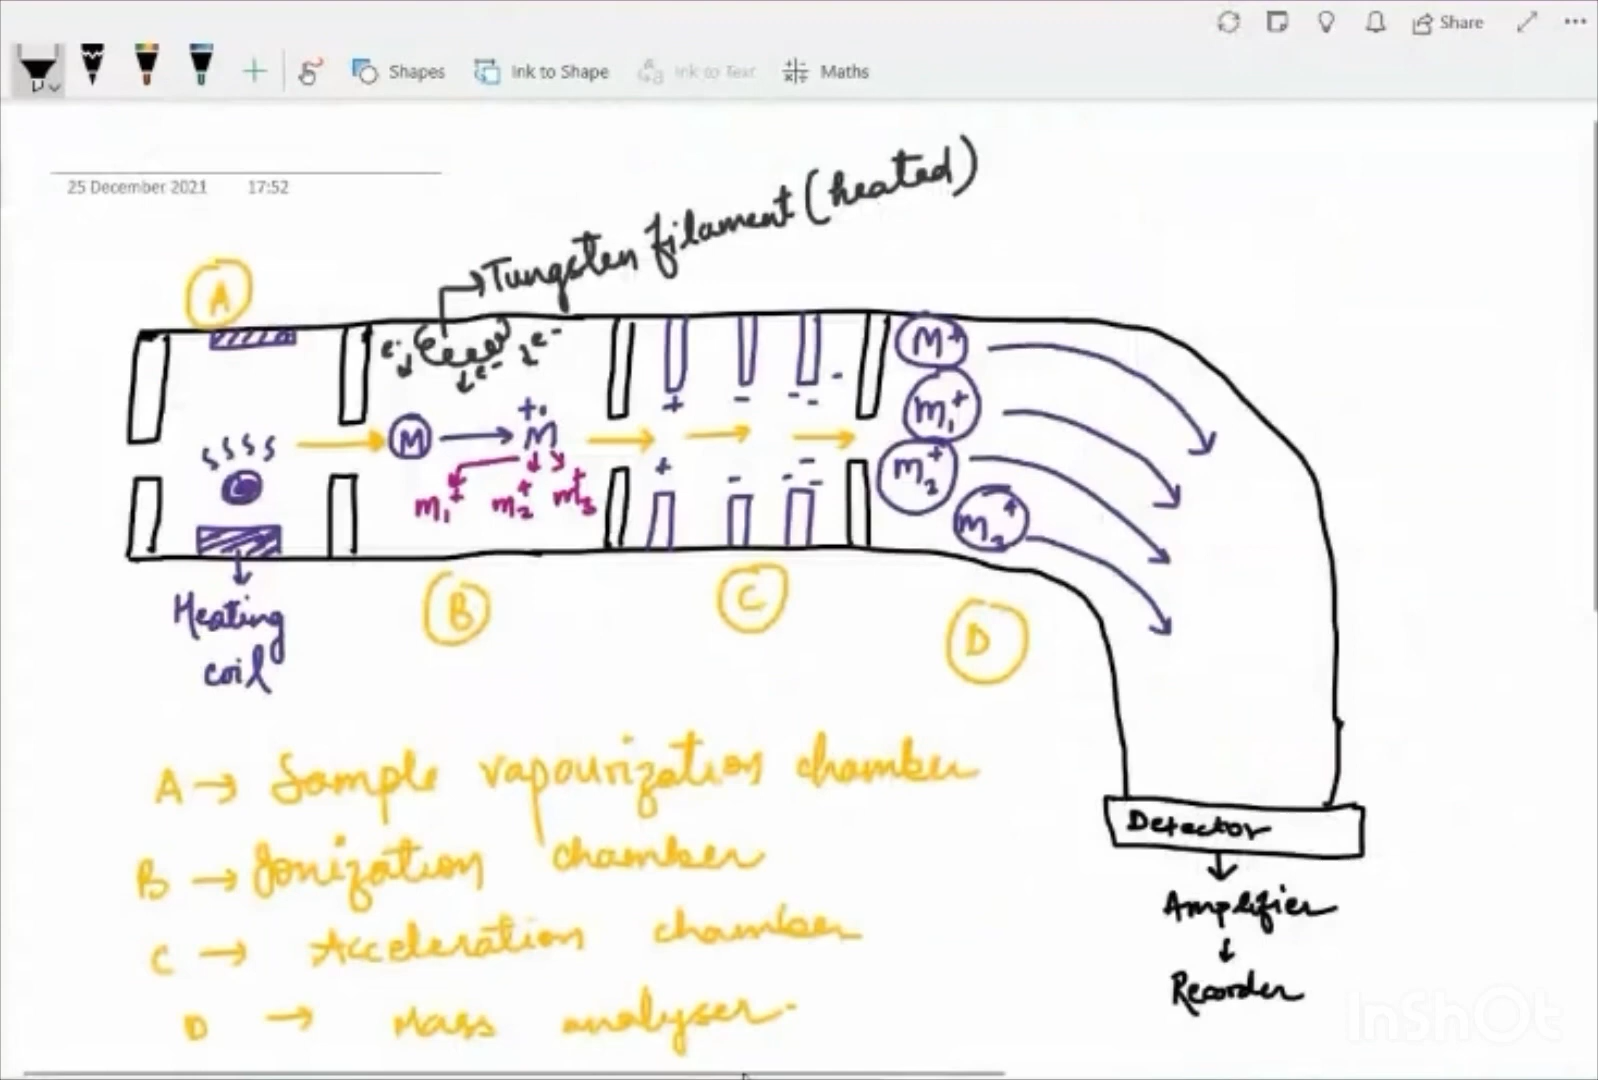 Share
Shapes
Ink to Shape
Ink to Text
Maths
25 December 2021 17:52
Tungsten filament (heated)
A
e- e- e-
M
M+.
m1+ m2+ m3+
+ - --
+ - ---
M+
m1+
m2+
m3+
Heating
coil
B
C
D
A → Sample vapourization chamber
B → Ionization chamber
C → Acceleration chamber
D → Mass analyser
Detector
↓
Amplifier
↓
Recorder
InShOt